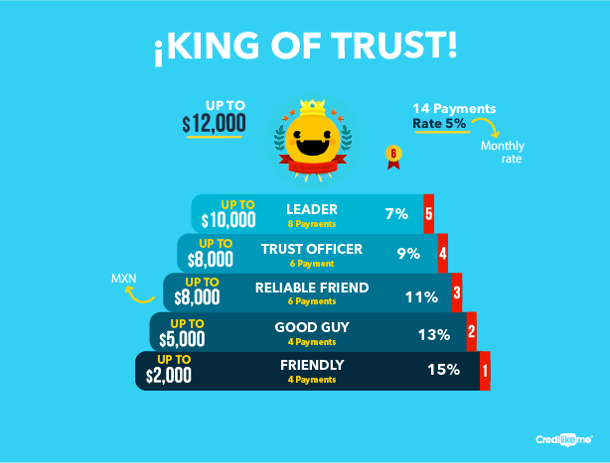 ¡KING OF TRUST!
UP TO
$12,000
14 Payments
Rate 5%
Monthly
rate
6
UP TO
$10,000
LEADER
8 Payments
7%
5
UP TO
$8,000
TRUST OFFICER
6 Payment
9%
4
MXN
UP TO
$8,000
RELIABLE FRIEND
6 Payments
11%
3
UP TO
$5,000
GOOD GUY
4 Payments
13%
2
UP TO
$2,000
FRIENDLY
4 Payments
15%
1
Credilikeme